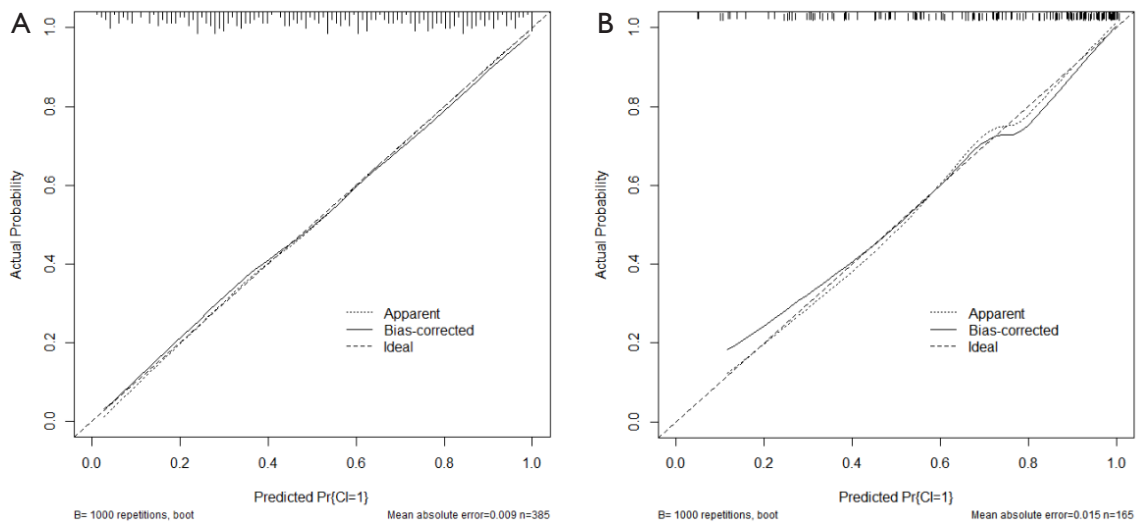 A
Actual Probability
1.0
0.8
0.6
0.4
0.2
0.0
Apparent
Bias-corrected
Ideal
0.0 0.2 0.4 0.6 0.8 1.0
Predicted Pr{CI=1}
B= 1000 repetitions, boot
Mean absolute error=0.009 n=385
B
Actual Probability
1.0
0.8
0.6
0.4
0.2
0.0
Apparent
Bias-corrected
Ideal
0.0 0.2 0.4 0.6 0.8 1.0
Predicted Pr{CI=1}
B= 1000 repetitions, boot
Mean absolute error=0.015 n=165